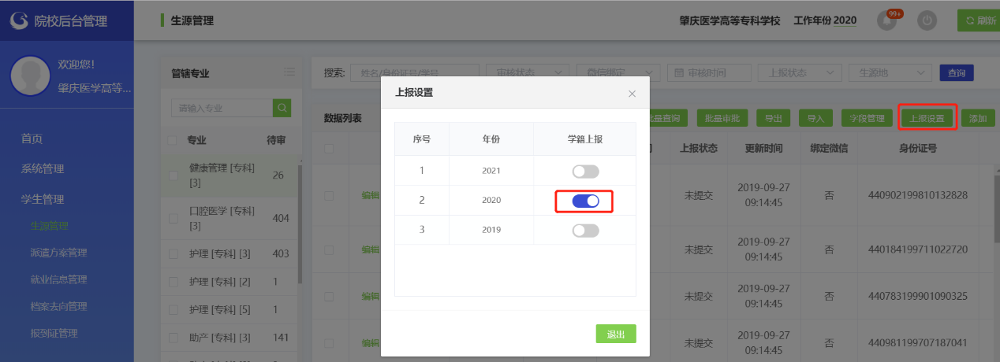 院校后台管理
生源管理
肇庆医学高等专科学校 工作年份 2020
99+
刷新
欢迎您！
肇庆医学高等...
首页
系统管理
学生管理
生源管理
派遣方案管理
就业信息管理
档案去向管理
报到证管理
管辖专业
请输入专业
专业 待审
健康管理 [专科] [3] 26
口腔医学 [专科] [3] 404
护理 [专科] [3] 403
护理 [专科] [2] 1
护理 [专科] [5] 1
助产 [专科] [3] 141
搜索: 姓名/身份证号/学号 审核状态 微信绑定 审核时间 上报状态 生源地 查询
数据列表
批量查询 批量审批 导出 导入 字段管理 上报设置 添加
上报状态 更新时间 绑定微信 身份证号
编辑 未提交 2019-09-27 09:14:45 否 440902199810132828
编辑 未提交 2019-09-27 09:14:45 否 440184199711022720
编辑 未提交 2019-09-27 09:14:45 否 440783199901090325
编辑 未提交 2019-09-27 09:14:45 否 440981199707187041
上报设置
序号 年份 学籍上报
1 2021
2 2020
3 2019
退出